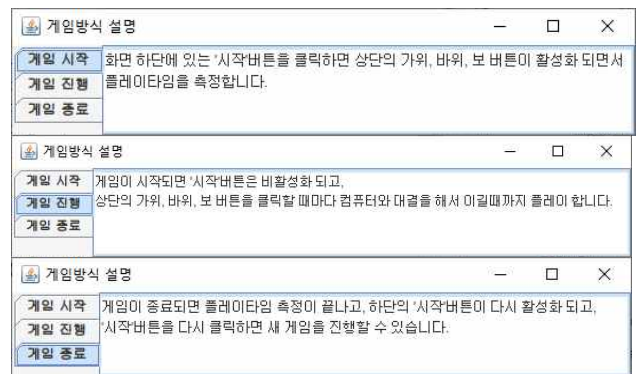 게임방식 설명
게임 시작
게임 진행
게임 종료
화면 하단에 있는 '시작'버튼을 클릭하면 상단의 가위, 바위, 보 버튼이 활성화 되면서
플레이타임을 측정합니다.
게임방식 설명
게임 시작
게임 진행
게임 종료
게임이 시작되면 '시작'버튼은 비활성화 되고,
상단의 가위, 바위, 보 버튼을 클릭할 때마다 컴퓨터와 대결을 해서 이길때까지 플레이 합니다.
게임방식 설명
게임 시작
게임 진행
게임 종료
게임이 종료되면 플레이타임 측정이 끝나고, 하단의 '시작'버튼이 다시 활성화 되고,
'시작'버튼을 다시 클릭하면 새 게임을 진행할 수 있습니다.